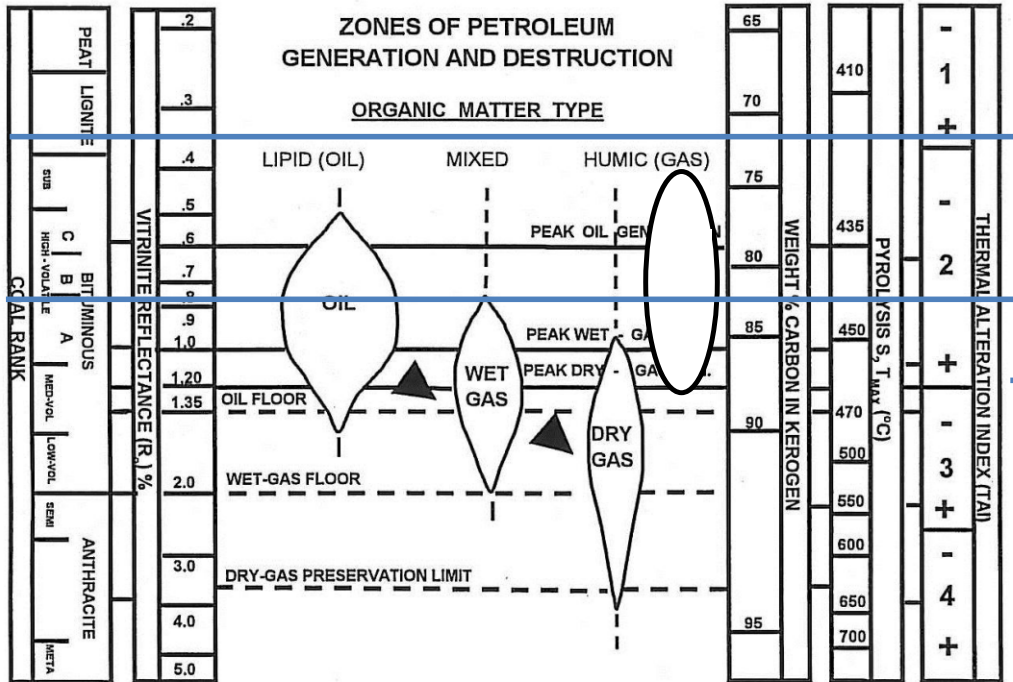 ZONES OF PETROLEUM
GENERATION AND DESTRUCTION
ORGANIC MATTER TYPE
LIPID (OIL)
MIXED
HUMIC (GAS)
COAL RANK
PEAT
LIGNITE
SUB
C
HIGH - VOLATILE
B
A
BITUMINOUS
MED-VOL
LOW-VOL
SEMI
ANTHRACITE
META
VITRINITE REFLECTANCE (Ro) %
.2
.3
.4
.5
.6
.7
.8
.9
1.0
1.20
1.35
2.0
3.0
4.0
5.0
OIL
WET
GAS
DRY
GAS
PEAK OIL
PEAK WET -
PEAK DRY -
OIL FLOOR
WET-GAS FLOOR
DRY-GAS PRESERVATION LIMIT
65
70
75
80
85
90
95
WEIGHT % CARBON IN KEROGEN
410
435
450
470
500
550
600
650
700
PYROLYSIS S, TMAX (°C)
-
1
+
-
2
+
-
3
+
-
4
+
THERMAL ALTERATION INDEX (TAI)